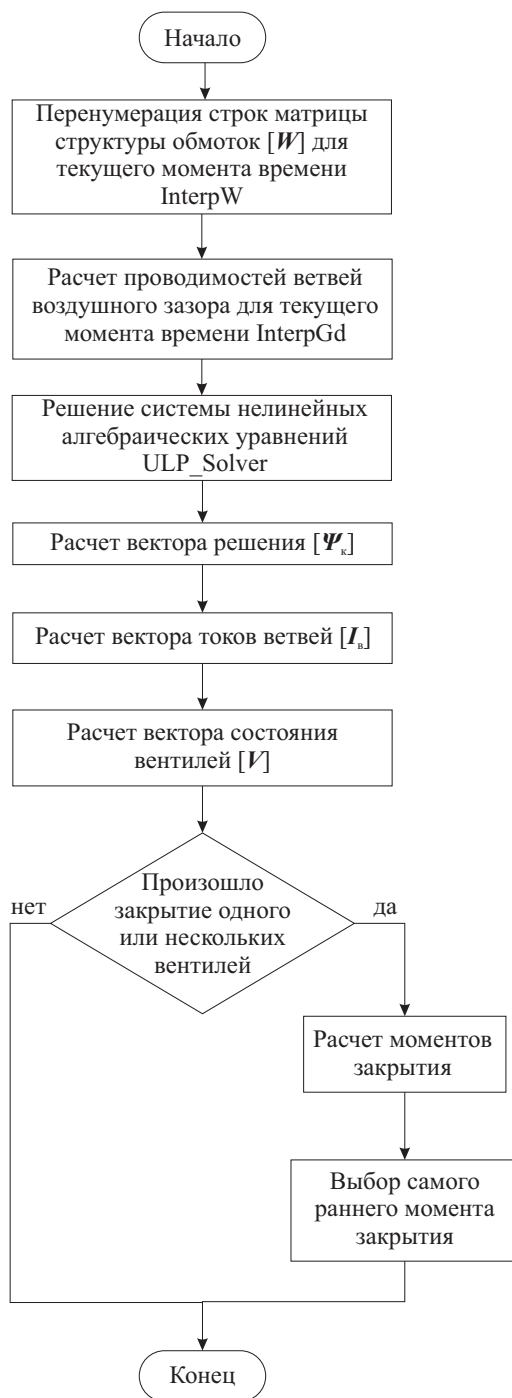 Начало
Перенумерация строк матрицы
структуры обмоток [W] для
текущего момента времени
InterpW
Расчет проводимостей ветвей
воздушного зазора для текущего
момента времени InterpGd
Решение системы нелинейных
алгебраических уравнений
ULP_Solver
Расчет вектора решения [Ψк]
Расчет вектора токов ветвей [Iв]
Расчет вектора состояния
вентилей [V]
Произошло
закрытие одного
или нескольких
вентилей
нет
да
Расчет моментов
закрытия
Выбор самого
раннего момента
закрытия
Конец